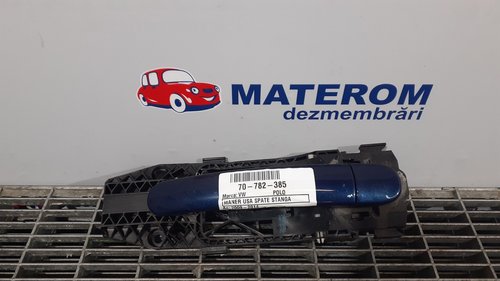 MATEROM
dezmembrări
70-782-385
Marca: VW POLO
MANER USA SPATE STANGA